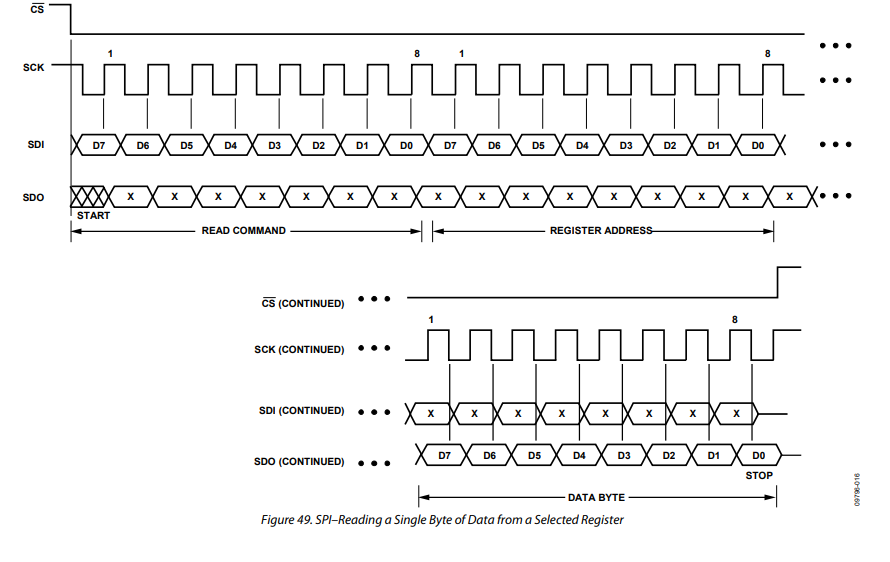 CS
1 8 1 8
SCK
SDI D7 D6 D5 D4 D3 D2 D1 D0 D7 D6 D5 D4 D3 D2 D1 D0
SDO X X X X X X X X X X X X X X X X
START
READ COMMAND REGISTER ADDRESS
CS (CONTINUED)
1 8
SCK (CONTINUED)
SDI (CONTINUED) X X X X X X X X
SDO (CONTINUED) D7 D6 D5 D4 D3 D2 D1 D0
STOP
DATA BYTE
09798-016
Figure 49. SPI–Reading a Single Byte of Data from a Selected Register